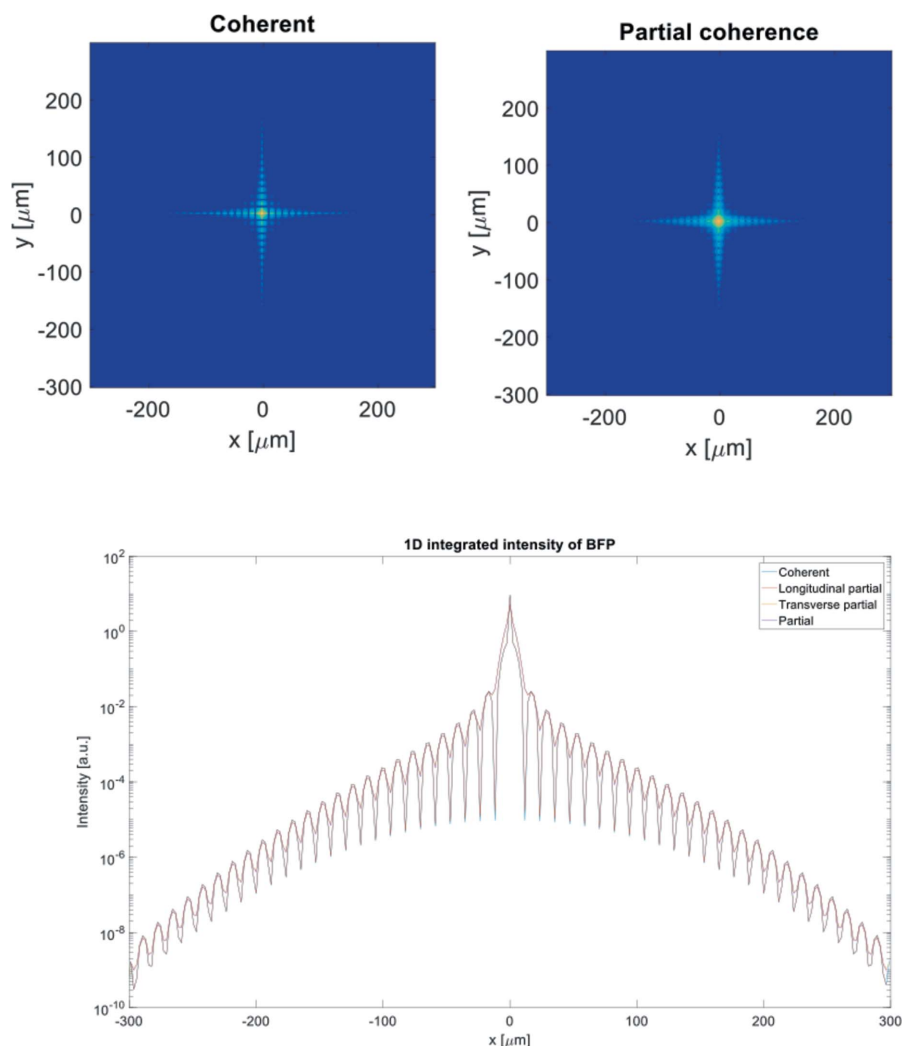 Coherent
Partial coherence
200
100
0
-100
-200
-300
y [μm]
-200
0
200
x [μm]
200
100
0
-100
-200
-300
y [μm]
-200
0
200
x [μm]
1D integrated intensity of BFP
10^2
10^0
10^-2
10^-4
10^-6
10^-8
10^-10
Intensity [a.u.]
Coherent
Longitudinal partial
Transverse partial
Partial
-300
-200
-100
0
100
200
300
x [μm]